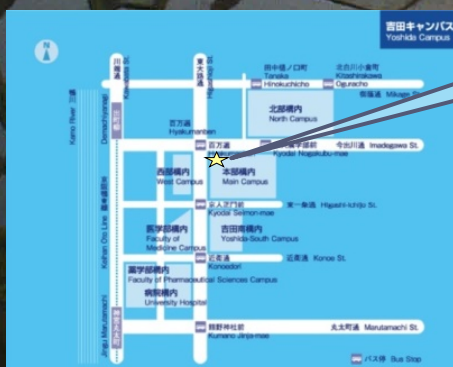 吉田キャンパス
Yoshida Campus
N
川端通
Kawabata St.
東大路通
Higashioji St.
田中樋ノ口町
Tanaka
Hinokuchicho
北白川小倉町
Kitashirakawa
Oguracho
御蔭通 Mikage St.
Kamo River 鴨川
Demachiyanagi
出町柳
百万遍
Hyakumanben
北部構内
North Campus
百万遍
京大農学部前
Kyodai Nogakubu-mae
今出川通 Imadegawa St.
西部構内
West Campus
本部構内
Main Campus
京大正門前
Kyodai Seimon-mae
東一条通 Higashi-Ichijo St.
Keihan Oto Line
医学部構内
Faculty of
Medicine Campus
吉田南構内
Yoshida-South Campus
近衛通
Konoedori
近衛通 Konoe St.
薬学部構内
Faculty of Pharmaceutical Sciences Campus
病院構内
University Hospital
Jingu Marutamachi
神宮丸太町
熊野神社前
Kumano Jinja-mae
丸太町通 Marutamachi St.
バス停 Bus Stop